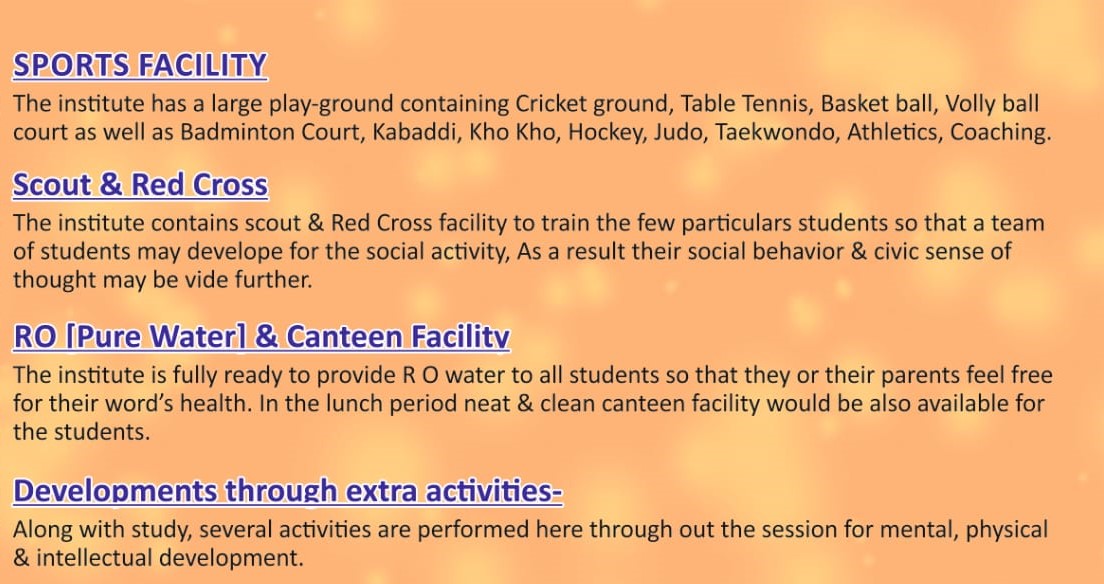 SPORTS FACILITY
The institute has a large play-ground containing Cricket ground, Table Tennis, Basket ball, Volly ball
court as well as Badminton Court, Kabaddi, Kho Kho, Hockey, Judo, Taekwondo, Athletics, Coaching.
Scout & Red Cross
The institute contains scout & Red Cross facility to train the few particulars students so that a team
of students may develope for the social activity, As a result their social behavior & civic sense of
thought may be vide further.
RO [Pure Water] & Canteen Facility
The institute is fully ready to provide R O water to all students so that they or their parents feel free
for their word's health. In the lunch period neat & clean canteen facility would be also available for
the students.
Developments through extra activities-
Along with study, several activities are performed here through out the session for mental, physical
& intellectual development.